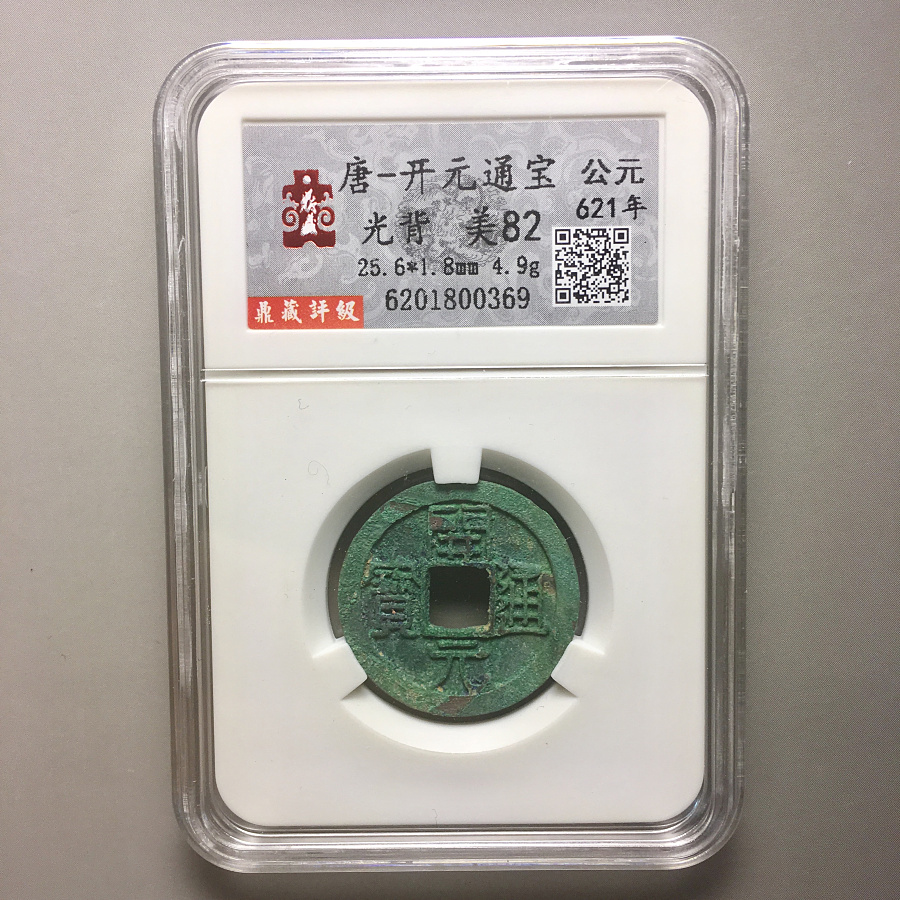 唐-开元通宝 公元
光背 美82 621年
25.6*1.8mm 4.9g
鼎藏評級 6201800369
開
寳 通
元